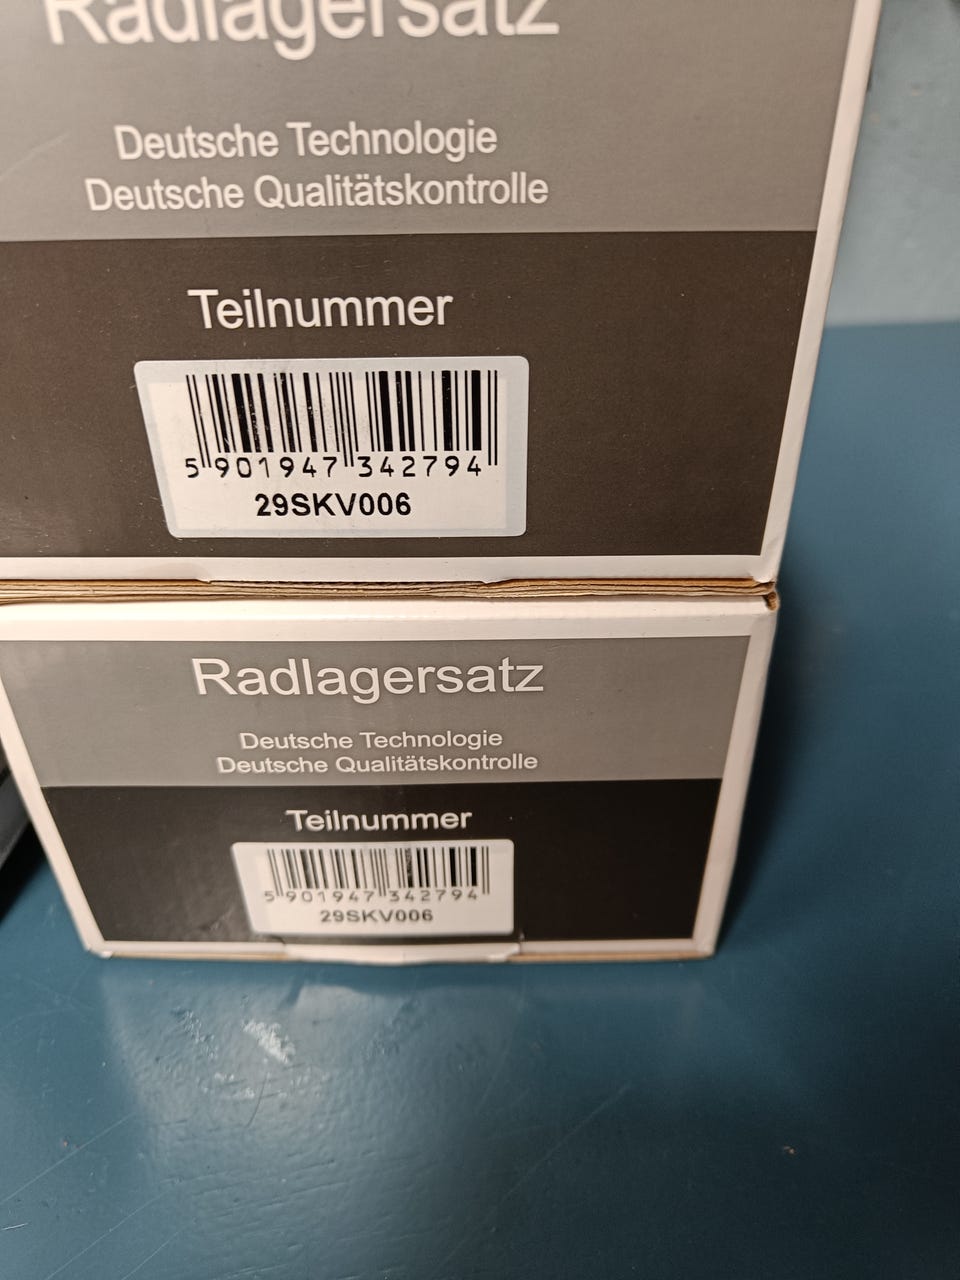 Radlagersatz
Deutsche Technologie
Deutsche Qualitätskontrolle
Teilnummer
5 901947 342794
29SKV006
Radlagersatz
Deutsche Technologie
Deutsche Qualitätskontrolle
Teilnummer
5 901947 342794
29SKV006